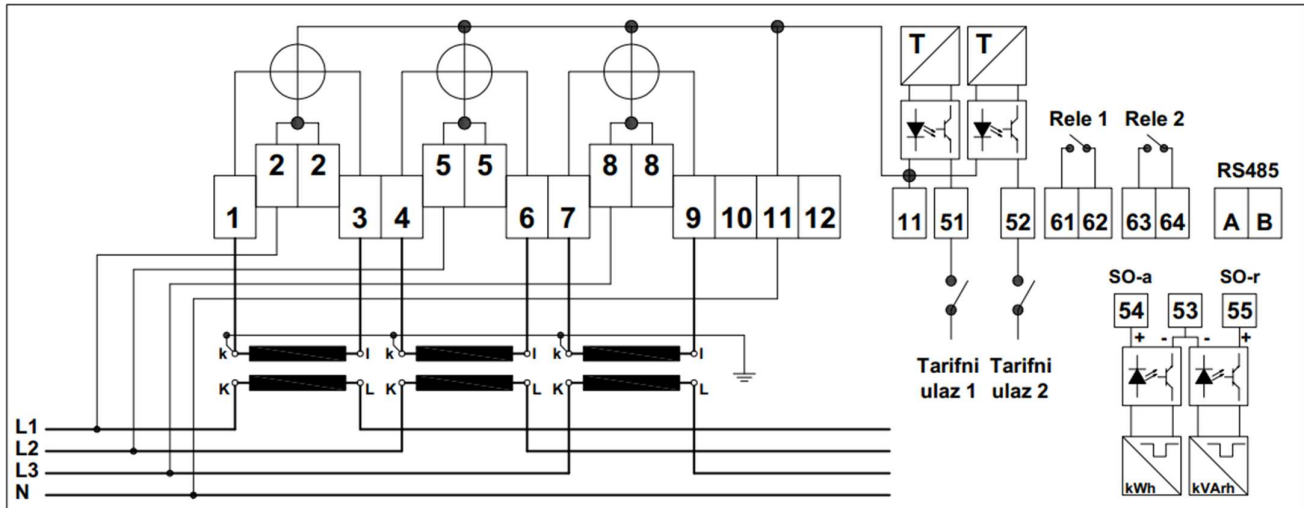 T T
2 2 5 5 8 8
1 3 4 6 7 9 10 11 12
Rele 1 Rele 2
RS485
11 51 52 61 62 63 64 A B
SO-a SO-r
54 53 55
+ - - +
k l k l k l
K L K L K L
Tarifni ulaz 1
Tarifni ulaz 2
L1
L2
L3
N
kWh kVArh